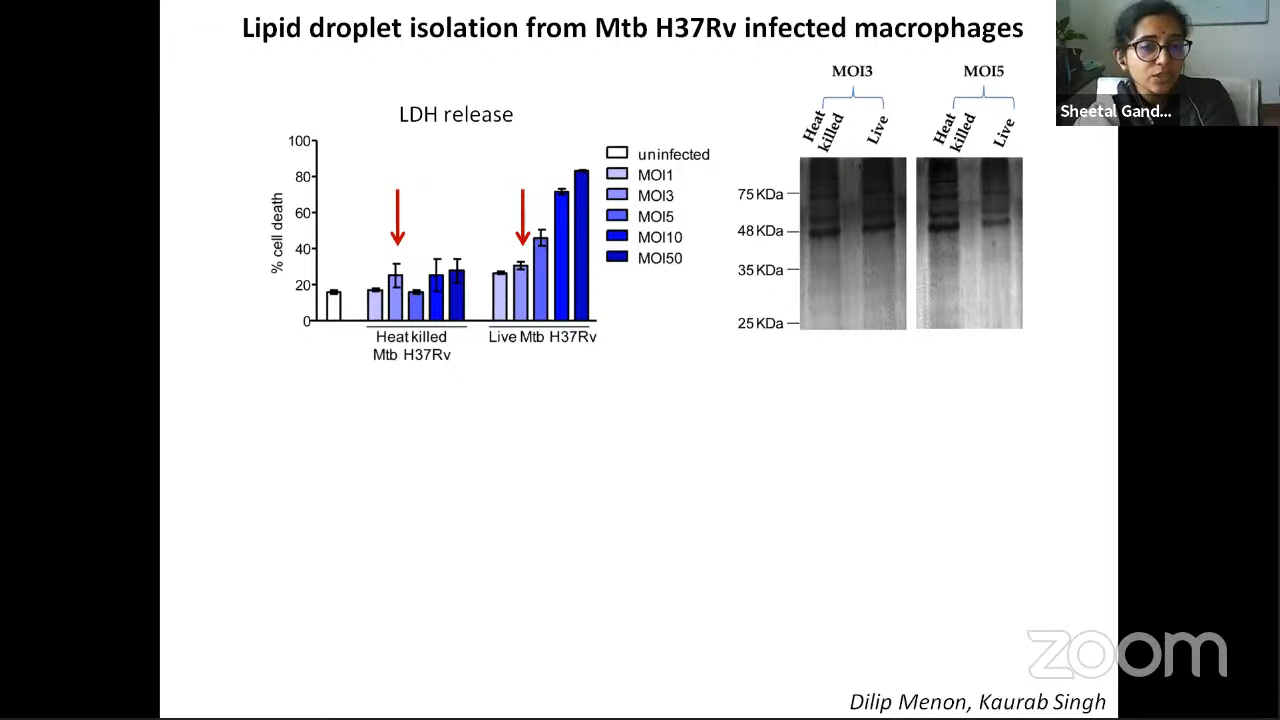 Lipid droplet isolation from Mtb H37Rv infected macrophages
Sheetal Gand...
LDH release
% cell death
100
80
60
40
20
0
Heat killed
Mtb H37Rv
Live Mtb H37Rv
uninfected
MOI1
MOI3
MOI5
MOI10
MOI50
MOI3
MOI5
Heat
killed
Live
Heat
killed
Live
75 KDa
48 KDa
35 KDa
25 KDa
zoom
Dilip Menon, Kaurab Singh